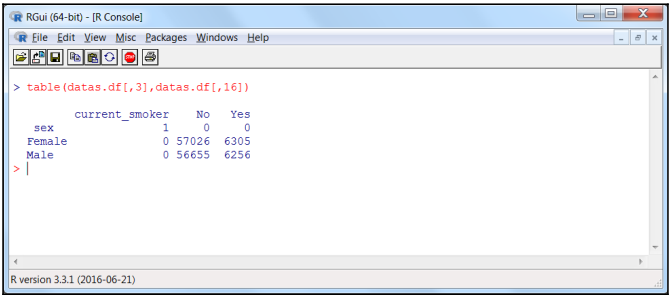 RGui (64-bit) - [R Console]
File Edit View Misc Packages Windows Help
STOP
> table(datas.df[,3],datas.df[,16])
current_smoker No Yes
sex 1 0 0
Female 0 57026 6305
Male 0 56655 6256
>
R version 3.3.1 (2016-06-21)